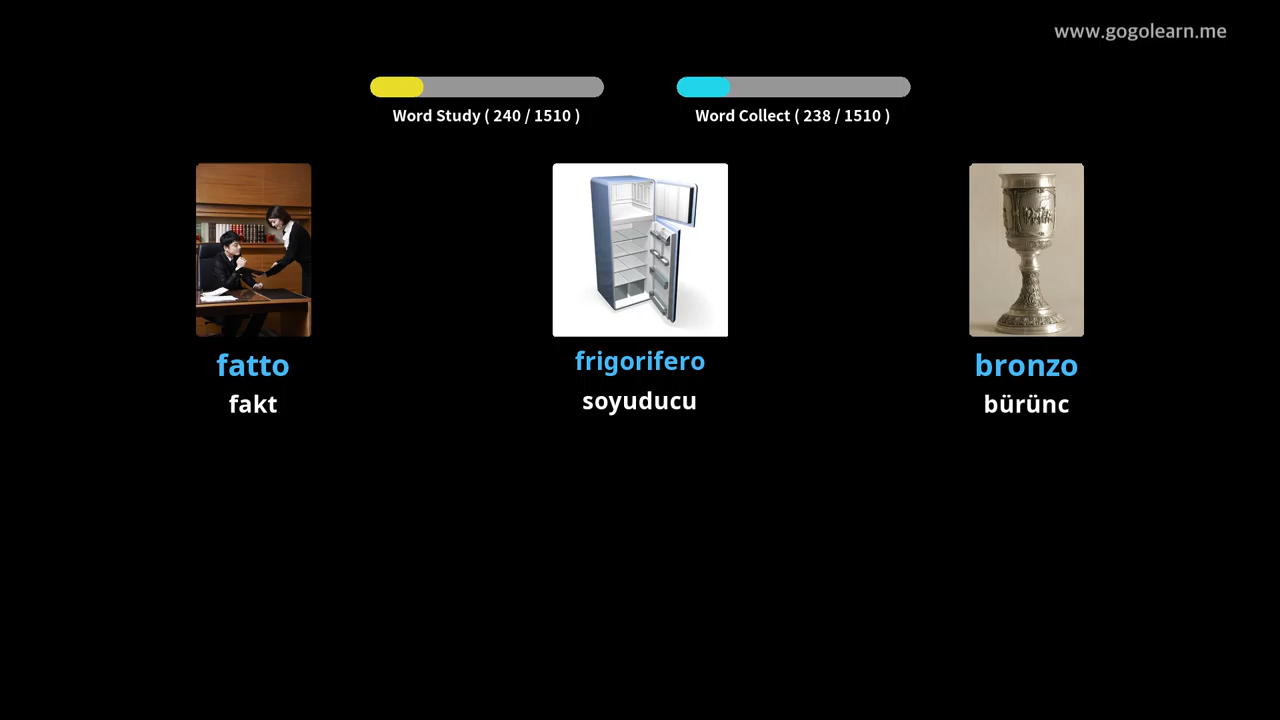 www.gogolearn.me
Word Study ( 240 / 1510 )
Word Collect ( 238 / 1510 )
fatto
fakt
frigorifero
soyuducu
bronzo
bürünc